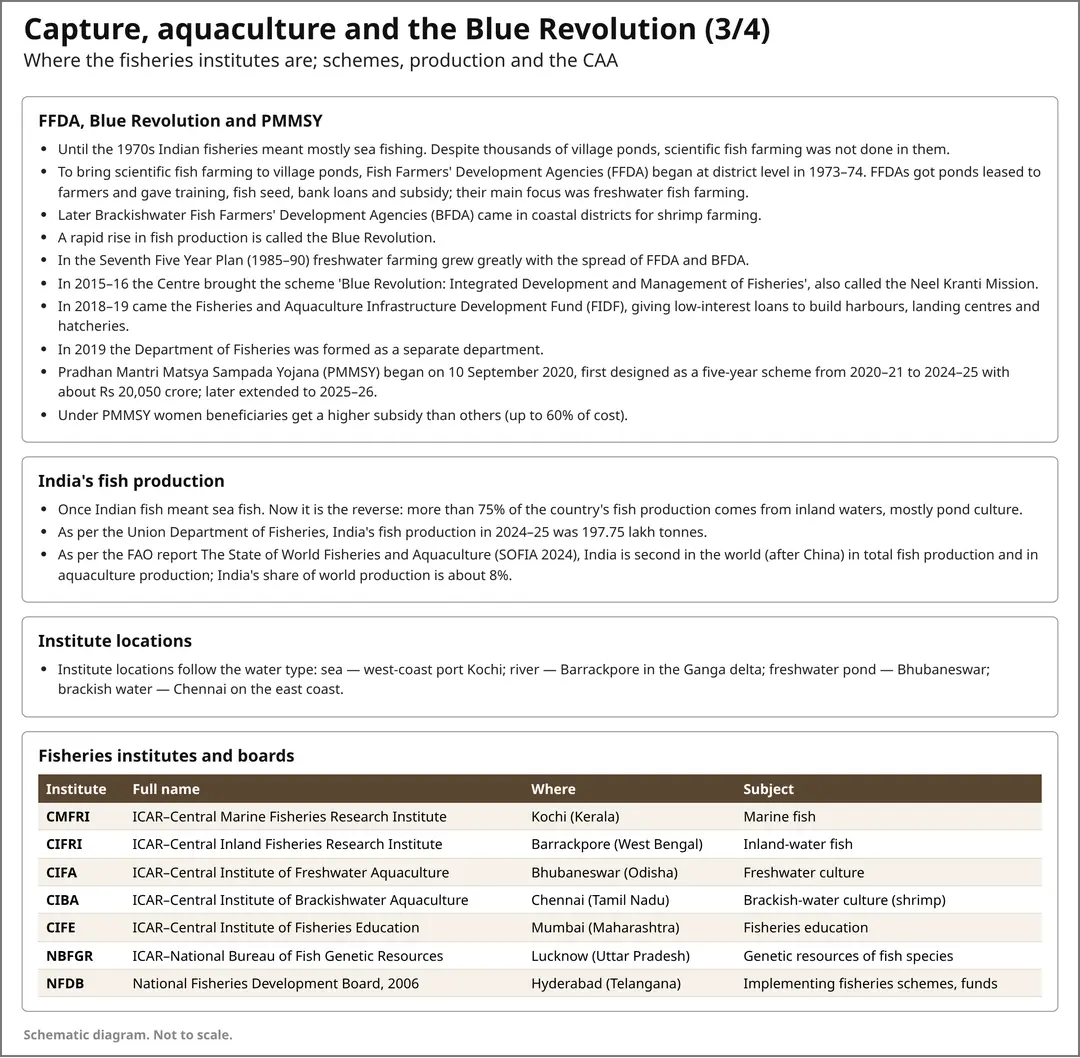 Capture, aquaculture and the Blue Revolution (3/4)
Where the fisheries institutes are; schemes, production and the CAA
FFDA, Blue Revolution and PMMSY
• Until the 1970s Indian fisheries meant mostly sea fishing. Despite thousands of village ponds, scientific fish farming was not done in them.
• To bring scientific fish farming to village ponds, Fish Farmers' Development Agencies (FFDA) began at district level in 1973–74. FFDAs got ponds leased to
farmers and gave training, fish seed, bank loans and subsidy; their main focus was freshwater fish farming.
• Later Brackishwater Fish Farmers' Development Agencies (BFDA) came in coastal districts for shrimp farming.
• A rapid rise in fish production is called the Blue Revolution.
• In the Seventh Five Year Plan (1985–90) freshwater farming grew greatly with the spread of FFDA and BFDA.
• In 2015–16 the Centre brought the scheme 'Blue Revolution: Integrated Development and Management of Fisheries', also called the Neel Kranti Mission.
• In 2018–19 came the Fisheries and Aquaculture Infrastructure Development Fund (FIDF), giving low-interest loans to build harbours, landing centres and
hatcheries.
• In 2019 the Department of Fisheries was formed as a separate department.
• Pradhan Mantri Matsya Sampada Yojana (PMMSY) began on 10 September 2020, first designed as a five-year scheme from 2020–21 to 2024–25 with
about Rs 20,050 crore; later extended to 2025–26.
• Under PMMSY women beneficiaries get a higher subsidy than others (up to 60% of cost).
India's fish production
• Once Indian fish meant sea fish. Now it is the reverse: more than 75% of the country's fish production comes from inland waters, mostly pond culture.
• As per the Union Department of Fisheries, India's fish production in 2024–25 was 197.75 lakh tonnes.
• As per the FAO report The State of World Fisheries and Aquaculture (SOFIA 2024), India is second in the world (after China) in total fish production and in
aquaculture production; India's share of world production is about 8%.
Institute locations
• Institute locations follow the water type: sea — west-coast port Kochi; river — Barrackpore in the Ganga delta; freshwater pond — Bhubaneswar;
brackish water — Chennai on the east coast.
Fisheries institutes and boards
Institute Full name Where Subject
CMFRI ICAR–Central Marine Fisheries Research Institute Kochi (Kerala) Marine fish
CIFRI ICAR–Central Inland Fisheries Research Institute Barrackpore (West Bengal) Inland-water fish
CIFA ICAR–Central Institute of Freshwater Aquaculture Bhubaneswar (Odisha) Freshwater culture
CIBA ICAR–Central Institute of Brackishwater Aquaculture Chennai (Tamil Nadu) Brackish-water culture (shrimp)
CIFE ICAR–Central Institute of Fisheries Education Mumbai (Maharashtra) Fisheries education
NBFGR ICAR–National Bureau of Fish Genetic Resources Lucknow (Uttar Pradesh) Genetic resources of fish species
NFDB National Fisheries Development Board, 2006 Hyderabad (Telangana) Implementing fisheries schemes, funds
Schematic diagram. Not to scale.